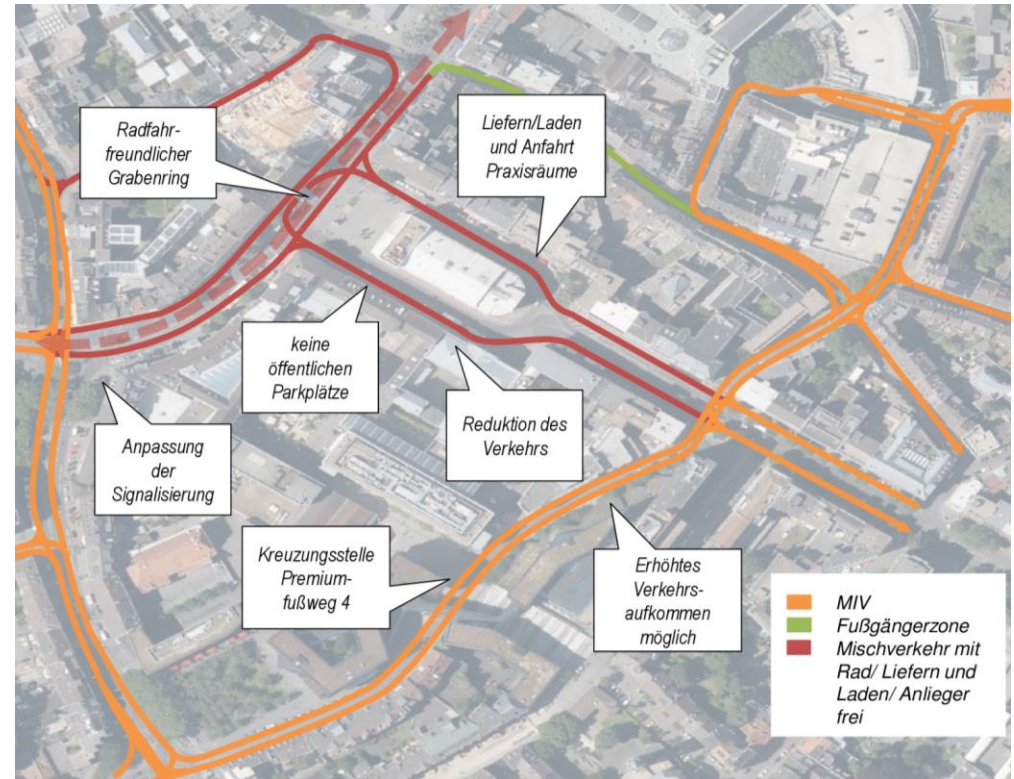 Radfahr-
freundlicher
Grabenring
Liefern/Laden
und Anfahrt
Praxisräume
keine
öffentlichen
Parkplätze
Reduktion des
Verkehrs
Anpassung
der
Signalisierung
Kreuzungsstelle
Premium-
fußweg 4
Erhöhtes
Verkehrs-
aufkommen
möglich
MIV
Fußgängerzone
Mischverkehr mit
Rad/ Liefern und
Laden/ Anlieger
frei